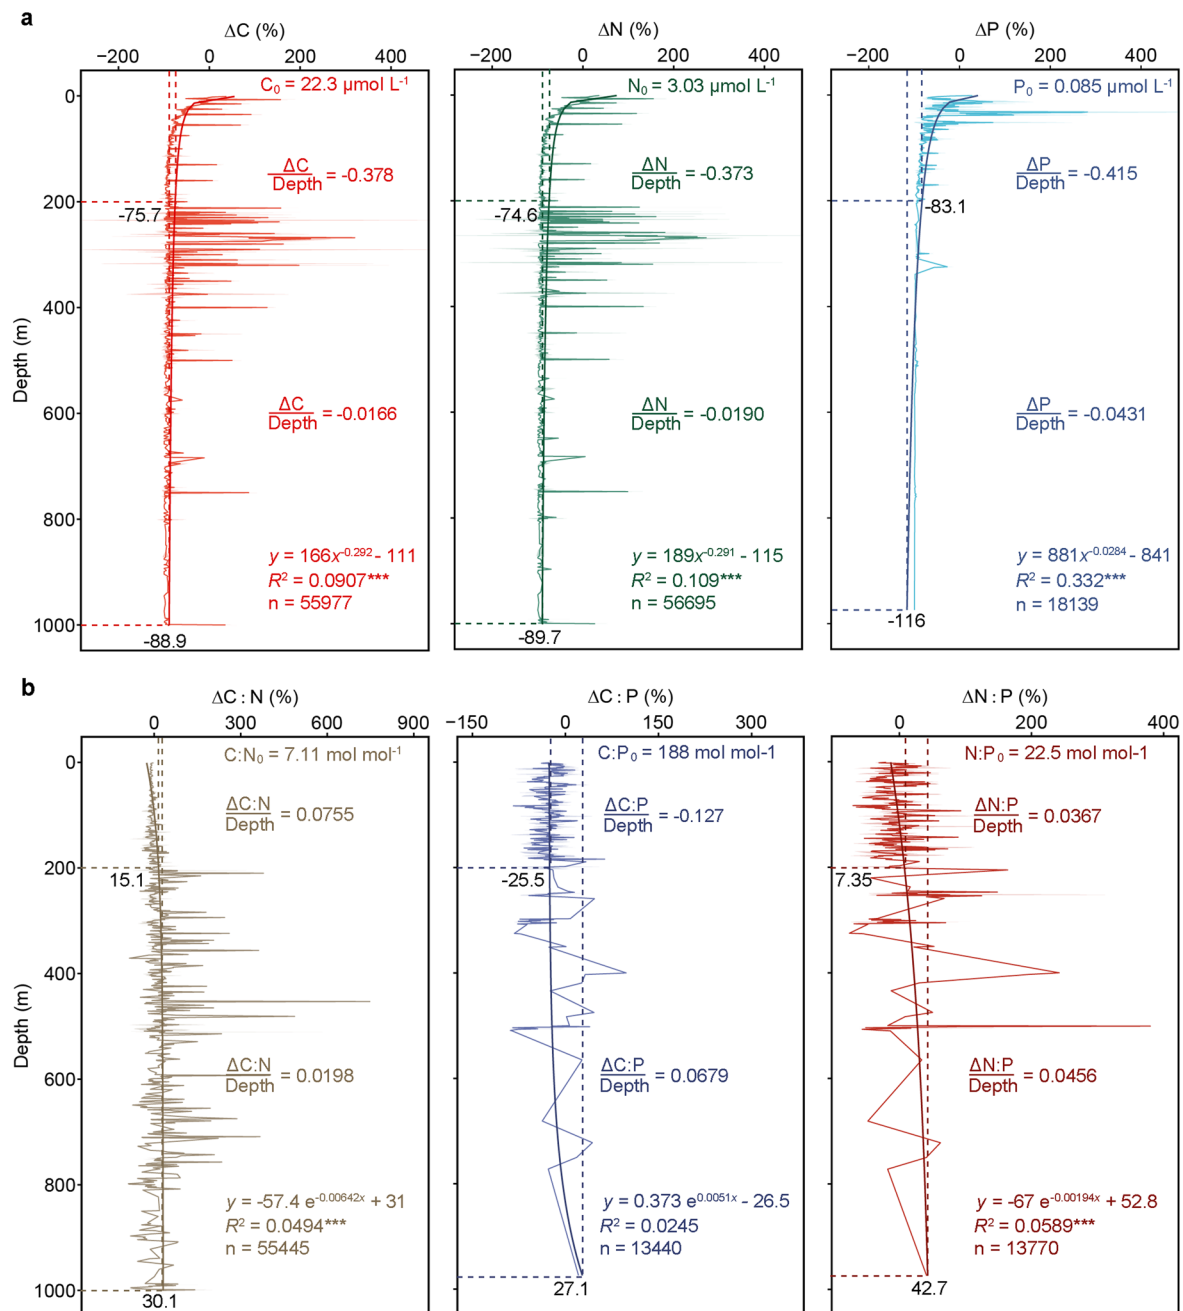 a
ΔC (%)
−200 0 200 400
ΔN (%)
−200 0 200 400
ΔP (%)
−200 0 200 400
Depth (m)
0
200
400
600
800
1000
C₀ = 22.3 µmol L⁻¹
ΔC/Depth = -0.378
-75.7
ΔC/Depth = -0.0166
y = 166x^-0.292 - 111
R² = 0.0907***
n = 55977
-88.9
N₀ = 3.03 µmol L⁻¹
ΔN/Depth = -0.373
-74.6
ΔN/Depth = -0.0190
y = 189x^-0.291 - 115
R² = 0.109***
n = 56695
-89.7
P₀ = 0.085 µmol L⁻¹
ΔP/Depth = -0.415
-83.1
ΔP/Depth = -0.0431
y = 881x^-0.0284 - 841
R² = 0.332***
n = 18139
-116
b
ΔC : N (%)
0 300 600 900
ΔC : P (%)
−150 0 150 300
ΔN : P (%)
0 200 400
Depth (m)
0
200
400
600
800
1000
C:N₀ = 7.11 mol mol⁻¹
ΔC:N/Depth = 0.0755
15.1
ΔC:N/Depth = 0.0198
y = -57.4 e^-0.00642x + 31
R² = 0.0494***
n = 55445
30.1
C:P₀ = 188 mol mol-1
ΔC:P/Depth = -0.127
-25.5
ΔC:P/Depth = 0.0679
y = 0.373 e^0.0051x - 26.5
R² = 0.0245
n = 13440
27.1
N:P₀ = 22.5 mol mol-1
ΔN:P/Depth = 0.0367
7.35
ΔN:P/Depth = 0.0456
y = -67 e^-0.00194x + 52.8
R² = 0.0589***
n = 13770
42.7